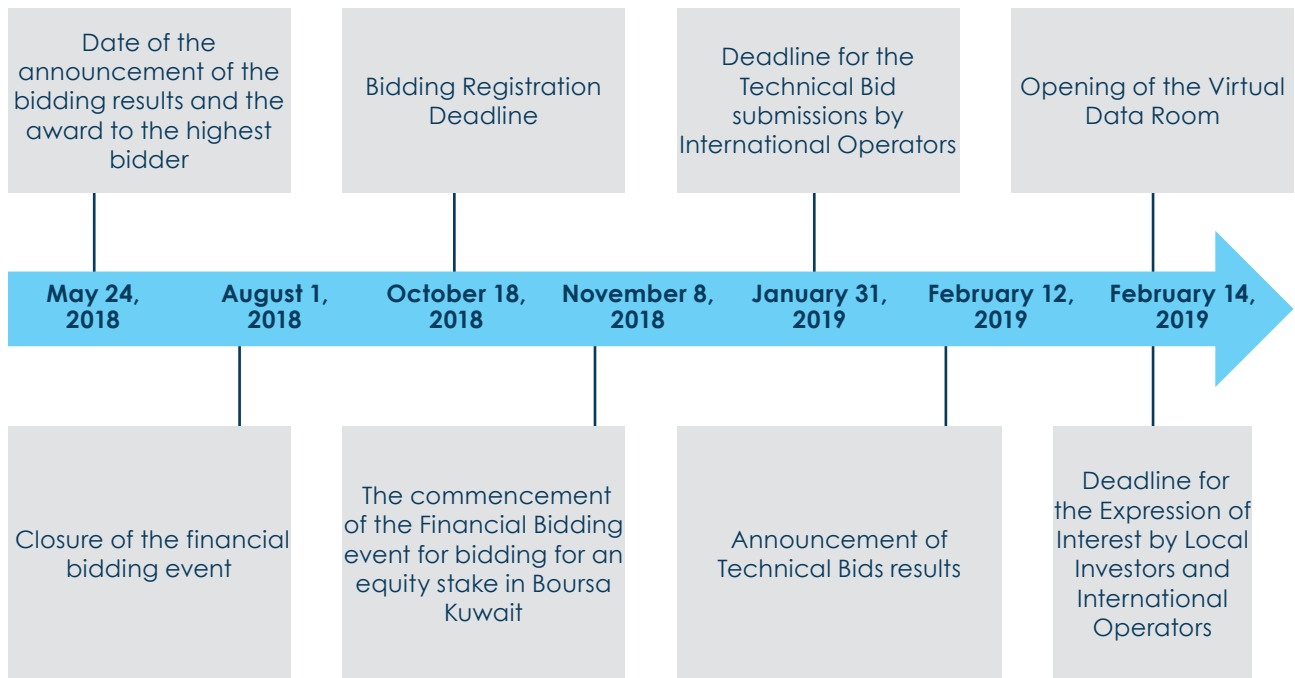 Date of the
announcement of the
bidding results and the
award to the highest
bidder
Bidding Registration
Deadline
Deadline for the
Technical Bid
submissions by
International Operators
Opening of the Virtual
Data Room
May 24,
2018
August 1,
2018
October 18,
2018
November 8,
2018
January 31,
2019
February 12,
2019
February 14,
2019
Closure of the financial
bidding event
The commencement
of the Financial Bidding
event for bidding for an
equity stake in Boursa
Kuwait
Announcement of
Technical Bids results
Deadline for
the Expression of
Interest by Local
Investors and
International
Operators